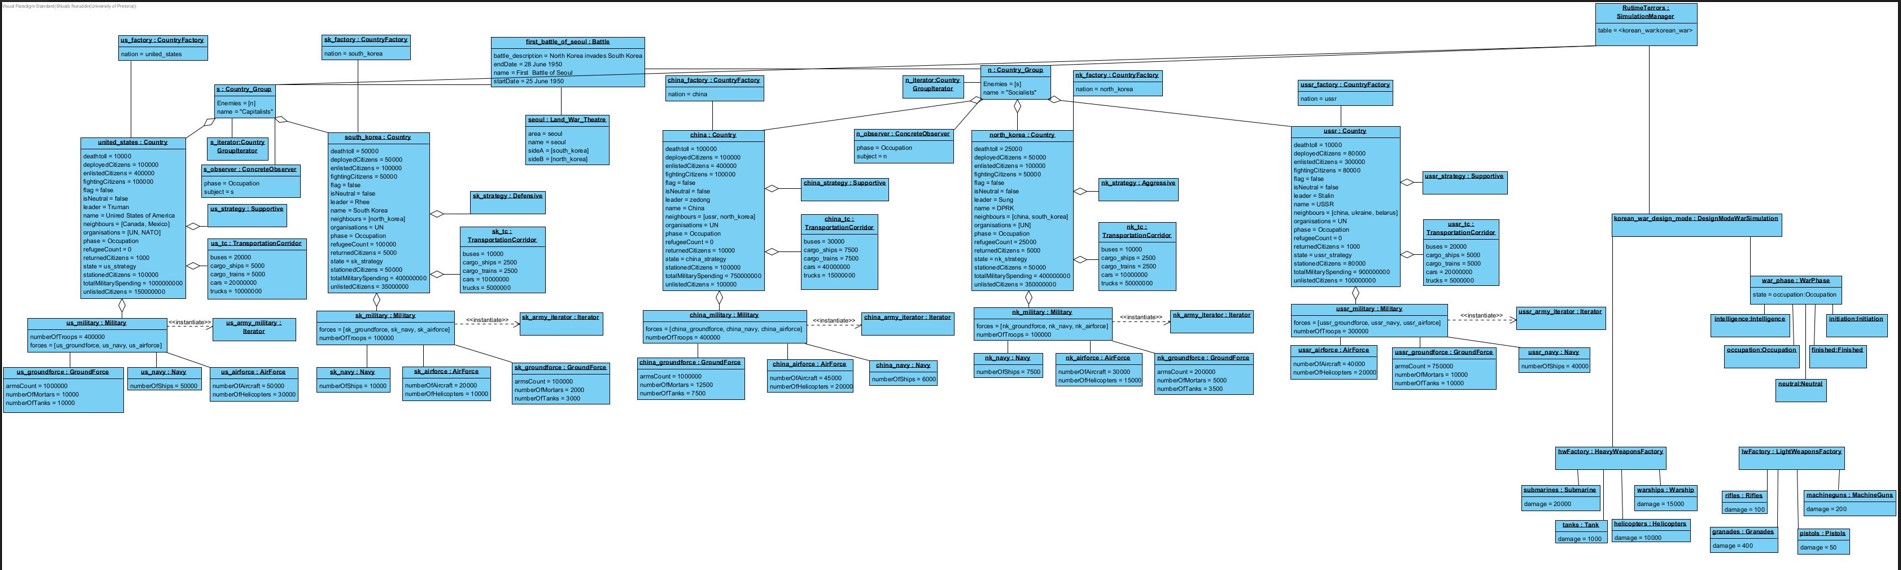 Visual Paradigm Standard(Shuaib Noruddin(University of Pretoria))
RutimeTerrors :
SimulationManager
table = <korean_war:korean_war>
us_factory : CountryFactory
nation = united_states
sk_factory : CountryFactory
nation = south_korea
first_battle_of_seoul : Battle
battle_description = North Korea invades South Korea
endDate = 28 June 1950
name = First Battle of Seoul
startDate = 25 June 1950
china_factory : CountryFactory
nation = china
n_iterator:Country
GroupIterator
n : Country_Group
Enemies = [s]
name = "Socialists"
nk_factory : CountryFactory
nation = north_korea
ussr_factory : CountryFactory
nation = ussr
s : Country_Group
Enemies = [n]
name = "Capitalists"
s_iterator:Country
GroupIterator
s_observer : ConcreteObserver
phase = Occupation
subject = s
seoul : Land_War_Theatre
area = seoul
name = seoul
sideA = [south_korea]
sideB = [north_korea]
n_observer : ConcreteObserver
phase = Occupation
subject = n
united_states : Country
deathtoll = 10000
deployedCitizens = 100000
enlistedCitizens = 400000
fightingCitizens = 100000
flag = false
isNeutral = false
leader = Truman
name = United States of America
neighbours = [Canada, Mexico]
organisations = [UN, NATO]
phase = Occupation
refugeeCount = 0
returnedCitizens = 1000
state = us_strategy
stationedCitizens = 100000
totalMilitarySpending = 1000000000
unlistedCitizens = 150000000
us_strategy : Supportive
us_tc : TransportationCorridor
buses = 20000
cargo_ships = 5000
cargo_trains = 5000
cars = 20000000
trucks = 10000000
south_korea : Country
deathtoll = 50000
deployedCitizens = 50000
enlistedCitizens = 100000
fightingCitizens = 50000
flag = false
isNeutral = false
leader = Rhee
name = South Korea
neighbours = [north_korea]
organisations = UN
phase = Occupation
refugeeCount = 100000
returnedCitizens = 5000
state = sk_strategy
stationedCitizens = 50000
totalMilitarySpending = 400000000
unlistedCitizens = 35000000
sk_strategy : Defensive
sk_tc :
TransportationCorridor
buses = 10000
cargo_ships = 2500
cargo_trains = 2500
cars = 10000000
trucks = 5000000
china : Country
deathtoll = 100000
deployedCitizens = 100000
enlistedCitizens = 400000
fightingCitizens = 100000
flag = false
isNeutral = false
leader = zedong
name = China
neighbours = [ussr, north_korea]
organisations = UN
phase = Occupation
refugeeCount = 0
returnedCitizens = 10000
state = china_strategy
stationedCitizens = 100000
totalMilitarySpending = 750000000
unlistedCitizens = 100000
china_strategy : Supportive
china_tc :
TransportationCorridor
buses = 30000
cargo_ships = 7500
cargo_trains = 7500
cars = 40000000
trucks = 15000000
north_korea : Country
deathtoll = 25000
deployedCitizens = 50000
enlistedCitizens = 100000
fightingCitizens = 50000
flag = false
isNeutral = false
leader = Sung
name = DPRK
neighbours = [china, south_korea]
organisations = [UN]
phase = Occupation
refugeeCount = 25000
returnedCitizens = 5000
state = nk_strategy
stationedCitizens = 50000
totalMilitarySpending = 400000000
unlistedCitizens = 350000000
nk_strategy : Aggressive
nk_tc :
TransportationCorridor
buses = 10000
cargo_ships = 2500
cargo_trains = 2500
cars = 10000000
trucks = 50000000
ussr : Country
deathtoll = 10000
deployedCitizens = 80000
enlistedCitizens = 300000
fightingCitizens = 80000
flag = false
isNeutral = false
leader = Stalin
name = USSR
neighbours = [china, ukraine, belarus]
organisations = UN
phase = Occupation
refugeeCount = 0
returnedCitizens = 1000
state = ussr_strategy
stationedCitizens = 80000
totalMilitarySpending = 900000000
unlistedCitizens = 100000000
ussr_strategy : Supportive
ussr_tc :
TransportationCorridor
buses = 20000
cargo_ships = 5000
cargo_trains = 5000
cars = 20000000
trucks = 5000000
korean_war_design_mode : DesignModeWarSimulation
war_phase : WarPhase
state = occupation:Occupation
intelligence:Intelligence
initiation:Initiation
occupation:Occupation
finished:Finished
neutral:Neutral
us_military : Military
numberOfTroops = 400000
forces = [us_groundforce, us_navy, us_airforce]
<<instantiate>>
us_army_military :
Iterator
us_groundforce : GroundForce
armsCount = 1000000
numberOfMortars = 10000
numberOfTanks = 10000
us_navy : Navy
numberOfShips = 50000
us_airforce : AirForce
numberOfAircraft = 50000
numberOfHelicopters = 30000
sk_military : Military
forces = [sk_groundforce, sk_navy, sk_airforce]
numberOfTroops = 100000
<<instantiate>>
sk_army_iterator : Iterator
sk_navy : Navy
numberOfShips = 10000
sk_airforce : AirForce
numberOfAircraft = 20000
numberOfHelicopters = 10000
sk_groundforce : GroundForce
armsCount = 100000
numberOfMortars = 2000
numberOfTanks = 3000
china_military : Military
forces = [china_groundforce, china_navy, china_airforce]
numberOfTroops = 400000
<<instantiate>>
china_army_iterator : Iterator
china_groundforce : GroundForce
armsCount = 1000000
numberOfMortars = 12500
numberOfTanks = 7500
china_airforce : AirForce
numberOfAircraft = 45000
numberOfHelicopters = 20000
china_navy : Navy
numberOfShips = 6000
nk_military : Military
forces = [nk_groundforce, nk_navy, nk_airforce]
numberOfTroops = 100000
<<instantiate>>
nk_army_iterator : Iterator
nk_navy : Navy
numberOfShips = 7500
nk_airforce : AirForce
numberOfAircraft = 30000
numberOfHelicopters = 15000
nk_groundforce : GroundForce
armsCount = 200000
numberOfMortars = 5000
numberOfTanks = 3500
ussr_military : Military
forces = [ussr_groundforce, ussr_navy, ussr_airforce]
numberOfTroops = 300000
<<instantiate>>
ussr_army_iterator : Iterator
ussr_airforce : AirForce
numberOfAircraft = 40000
numberOfHelicopters = 20000
ussr_groundforce : GroundForce
armsCount = 750000
numberOfMortars = 10000
numberOfTanks = 10000
ussr_navy : Navy
numberOfShips = 40000
hwFactory : HeavyWeaponsFactory
submarines : Submarine
damage = 20000
warships : Warship
damage = 15000
tanks : Tank
damage = 1000
helicopters : Helicopters
damage = 10000
lwFactory : LightWeaponsFactory
rifles : Rifles
damage = 100
machineguns : MachineGuns
damage = 200
granades : Granades
damage = 400
pistols : Pistols
damage = 50